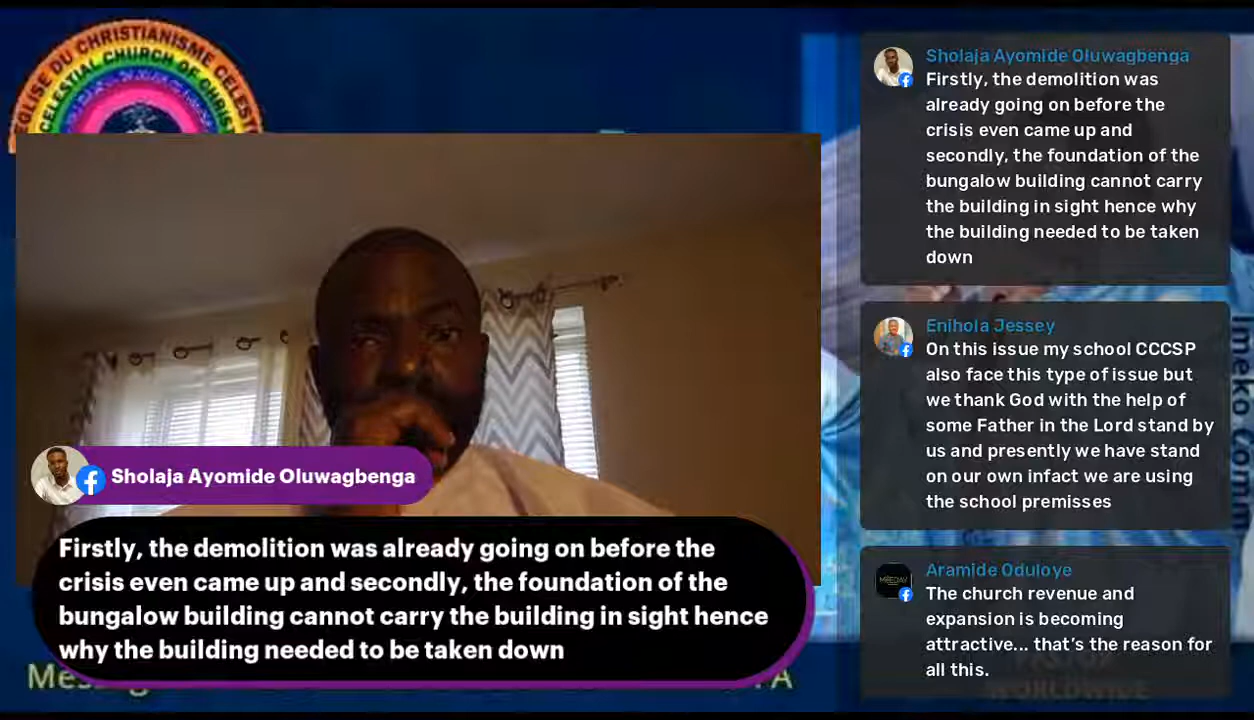 EGLISE DU CHRISTIANISME CELESTE
CELESTIAL CHURCH OF CHRIST
Sholaja Ayomide Oluwagbenga
Firstly, the demolition was already going on before the
crisis even came up and secondly, the foundation of the
bungalow building cannot carry the building in sight hence
why the building needed to be taken down
Sholaja Ayomide Oluwagbenga
Firstly, the demolition was
already going on before the
crisis even came up and
secondly, the foundation of the
bungalow building cannot carry
the building in sight hence why
the building needed to be taken
down
Enihola Jessey
On this issue my school CCCSP
also face this type of issue but
we thank God with the help of
some Father in the Lord stand by
us and presently we have stand
on our own infact we are using
the school premisses
Aramide Oduloye
The church revenue and
expansion is becoming
attractive... that’s the reason for
all this.
Imeko
WORLDWIDE